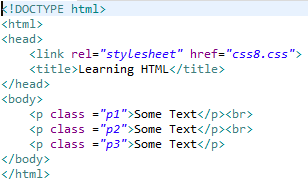 <!DOCTYPE html>
<html>
<head>
    <link rel="stylesheet" href="css8.css">
    <title>Learning HTML</title>
</head>
<body>
    <p class ="p1">Some Text</p><br>
    <p class ="p2">Some Text</p><br>
    <p class ="p3">Some Text</p>
</body>
</html>